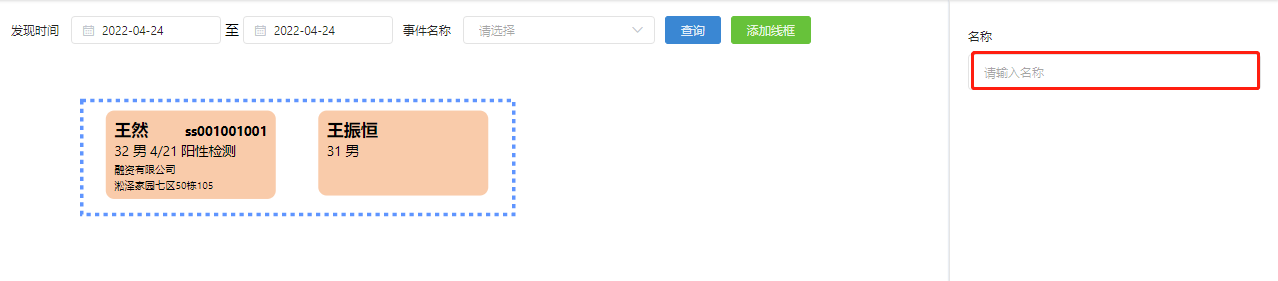 发现时间 2022-04-24 至 2022-04-24 事件名称 请选择 查询 添加线框
名称
请输入名称
王然 ss001001001
32 男 4/21 阳性检测
融资有限公司
淞泽家园七区50栋105
王振恒
31 男